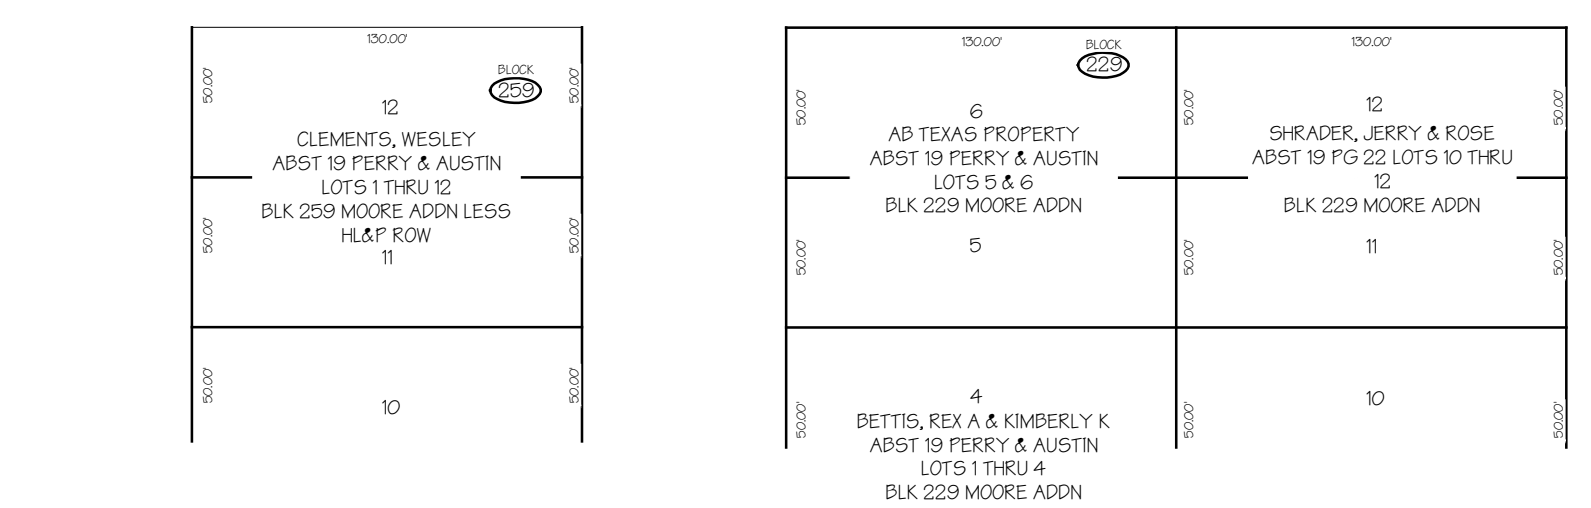 130.00'
BLOCK
259
50.00'
50.00'
12
CLEMENTS, WESLEY
ABST 19 PERRY & AUSTIN
LOTS 1 THRU 12
BLK 259 MOORE ADDN LESS
HL&P ROW
11
50.00'
50.00'
50.00'
50.00'
10
130.00'
BLOCK
229
50.00'
6
AB TEXAS PROPERTY
ABST 19 PERRY & AUSTIN
LOTS 5 & 6
BLK 229 MOORE ADDN
5
50.00'
4
BETTIS, REX A & KIMBERLY K
ABST 19 PERRY & AUSTIN
LOTS 1 THRU 4
BLK 229 MOORE ADDN
50.00'
130.00'
50.00'
50.00'
12
SHRADER, JERRY & ROSE
ABST 19 PG 22 LOTS 10 THRU
12
BLK 229 MOORE ADDN
11
50.00'
50.00'
10
50.00'
50.00'